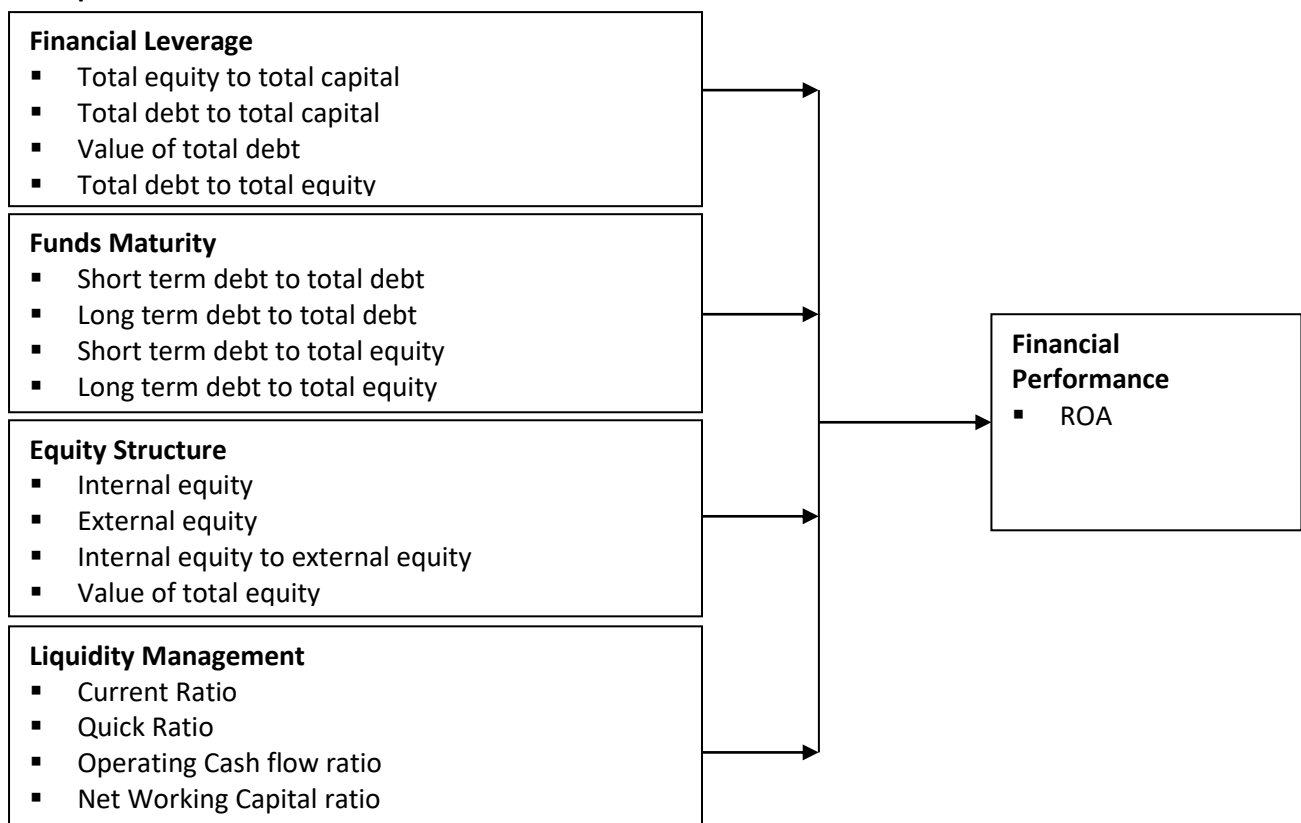 Financial Leverage
▪ Total equity to total capital
▪ Total debt to total capital
▪ Value of total debt
▪ Total debt to total equity
Funds Maturity
▪ Short term debt to total debt
▪ Long term debt to total debt
▪ Short term debt to total equity
▪ Long term debt to total equity
Equity Structure
▪ Internal equity
▪ External equity
▪ Internal equity to external equity
▪ Value of total equity
Liquidity Management
▪ Current Ratio
▪ Quick Ratio
▪ Operating Cash flow ratio
▪ Net Working Capital ratio
Financial
Performance
▪ ROA